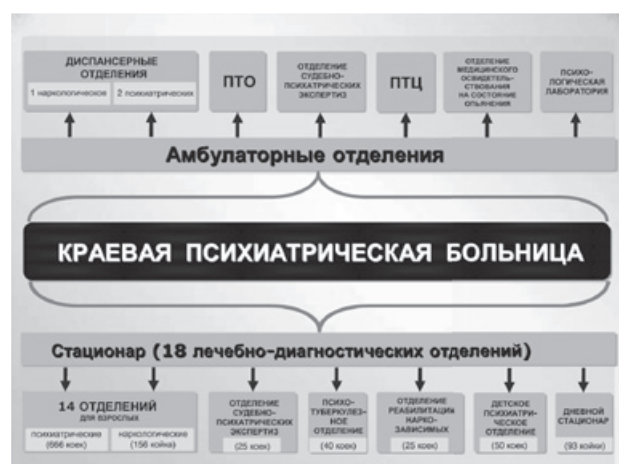 ДИСПАНСЕРНЫЕ
ОТДЕЛЕНИЯ
1 наркологическое
2 психиатрических
ПТО
ОТДЕЛЕНИЕ
СУДЕБНО-
ПСИХИАТРИЧЕСКИХ
ЭКСПЕРТИЗ
ПТЦ
ОТДЕЛЕНИЕ
МЕДИЦИНСКОГО
ОСВИДЕТЕЛЬ-
СТВОВАНИЯ
НА СОСТОЯНИЕ
ОПЬЯНЕНИЯ
ПСИХО-
ЛОГИЧЕСКАЯ
ЛАБОРАТОРИЯ
Амбулаторные отделения
КРАЕВАЯ ПСИХИАТРИЧЕСКАЯ БОЛЬНИЦА
Стационар (18 лечебно-диагностических отделений)
14 ОТДЕЛЕНИЙ
ДЛЯ ВЗРОСЛЫХ
психиатрические
(666 коек)
наркологические
(156 койки)
ОТДЕЛЕНИЕ
СУДЕБНО-
ПСИХИАТРИЧЕСКИХ
ЭКСПЕРТИЗ
(25 коек)
ПСИХО-
ТУБЕРКУЛЕЗ-
НОЕ
ОТДЕЛЕНИЕ
(40 коек)
ОТДЕЛЕНИЕ
РЕАБИЛИТАЦИИ
НАРКО-
ЗАВИСИМЫХ
(25 коек)
ДЕТСКОЕ
ПСИХИАТРИ-
ЧЕСКОЕ
ОТДЕЛЕНИЕ
(50 коек)
ДНЕВНОЙ
СТАЦИОНАР
(93 койки)